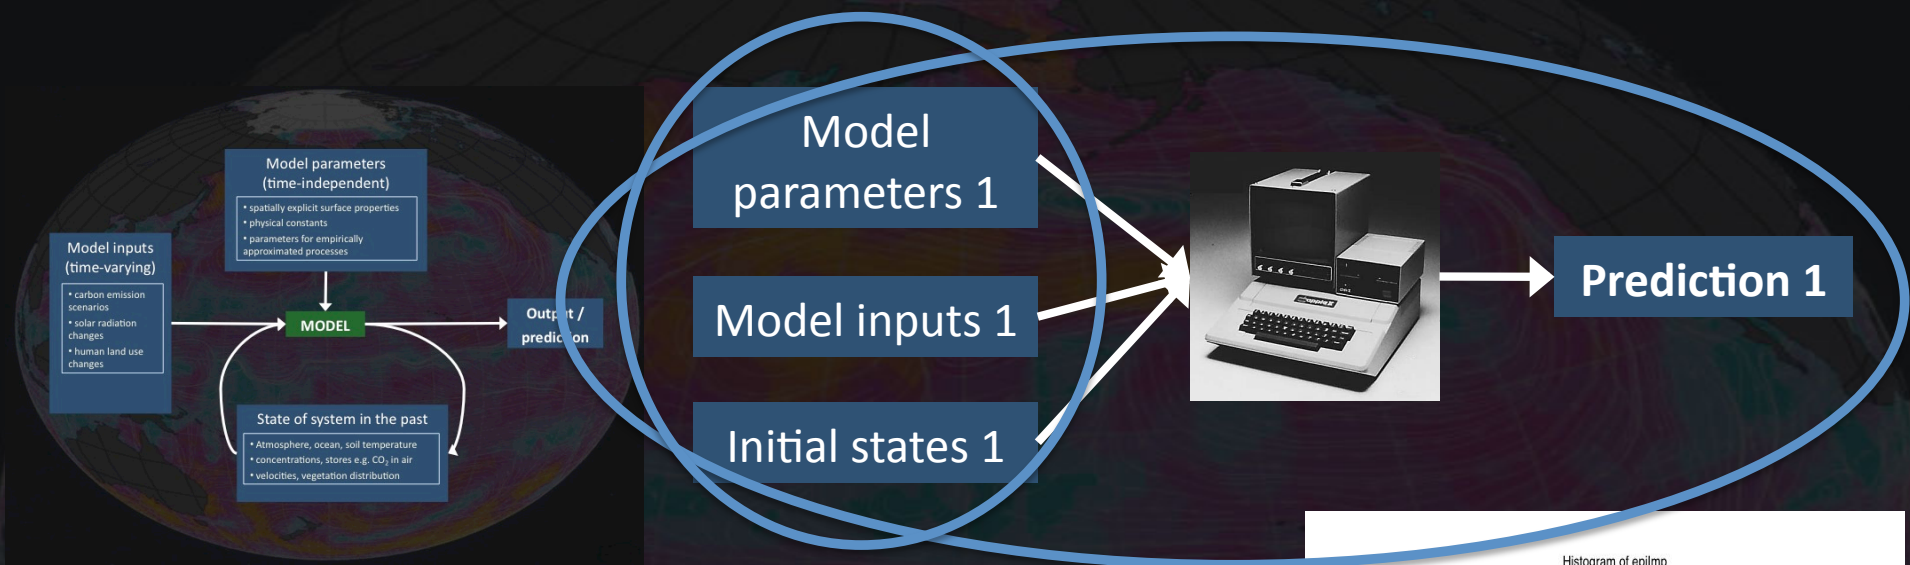 Model parameters
(time-independent)
• spatially explicit surface properties
• physical constants
• parameters for empirically
approximated processes
Model inputs
(time-varying)
• carbon emission
scenarios
• solar radiation
changes
• human land use
changes
MODEL
Output /
prediction
State of system in the past
• Atmosphere, ocean, soil temperature
• concentrations, stores e.g. CO₂ in air
• velocities, vegetation distribution
Model
parameters 1
Model inputs 1
Initial states 1
apple II
Prediction 1
Histogram of epilmp